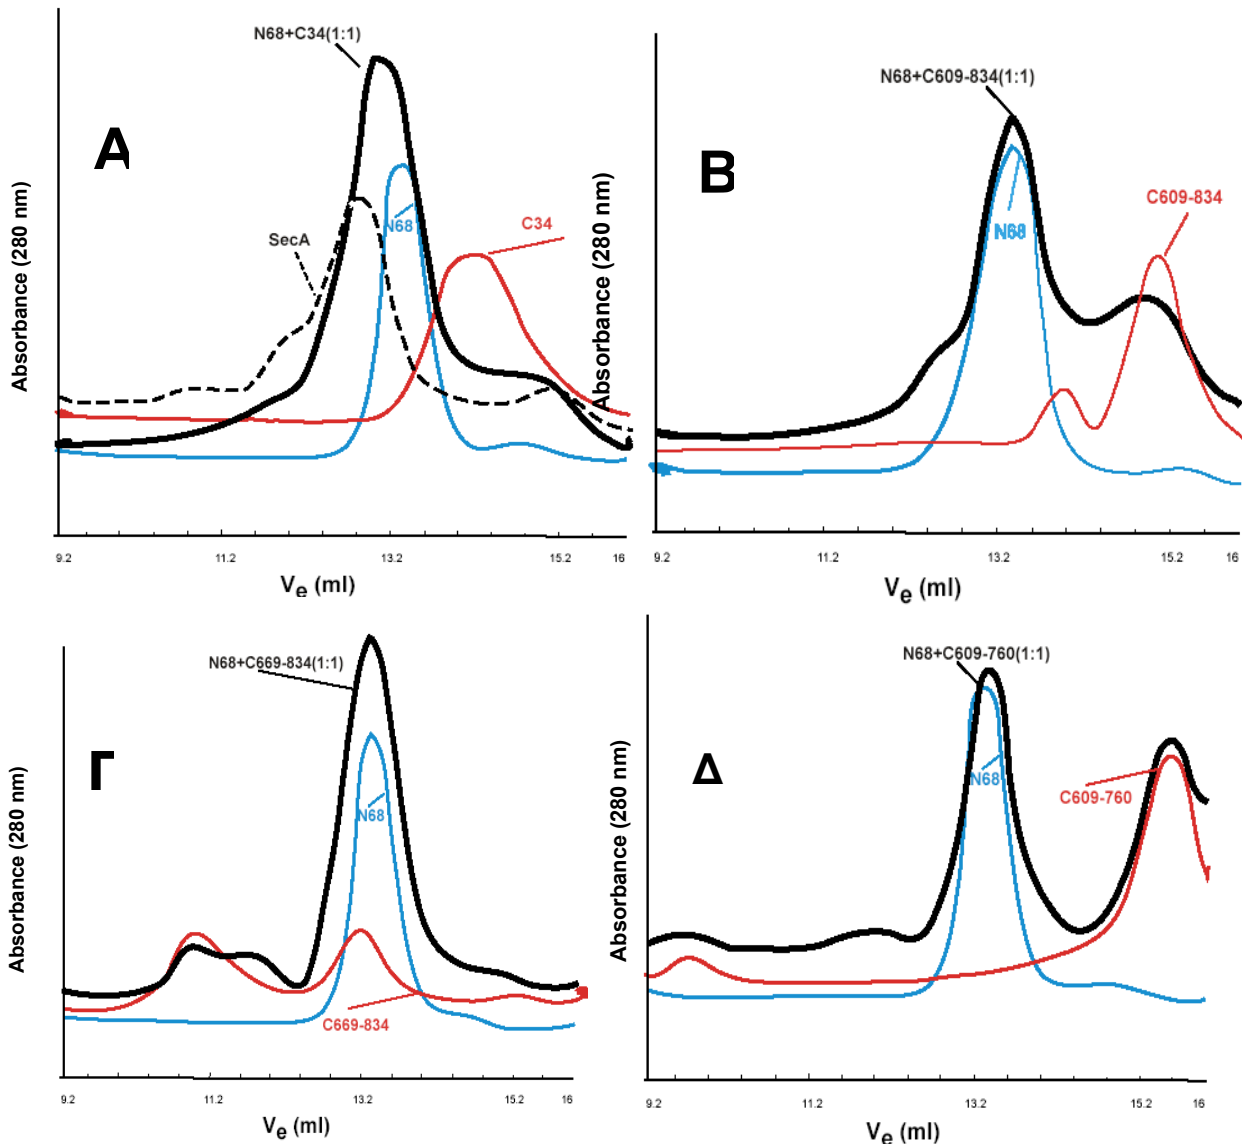 A
N68+C34(1:1)
SecA
N68
C34
Absorbance (280 nm)
9.2 11.2 13.2 15.2 16
Ve (ml)
B
N68+C609-834(1:1)
N68
C609-834
Absorbance (280 nm)
9.2 11.2 13.2 15.2 16
Ve (ml)
Γ
N68+C669-834(1:1)
N68
C669-834
Absorbance (280 nm)
9.2 11.2 13.2 15.2 16
Ve (ml)
Δ
N68+C609-760(1:1)
N68
C609-760
Absorbance (280 nm)
9.2 11.2 13.2 15.2 16
Ve (ml)